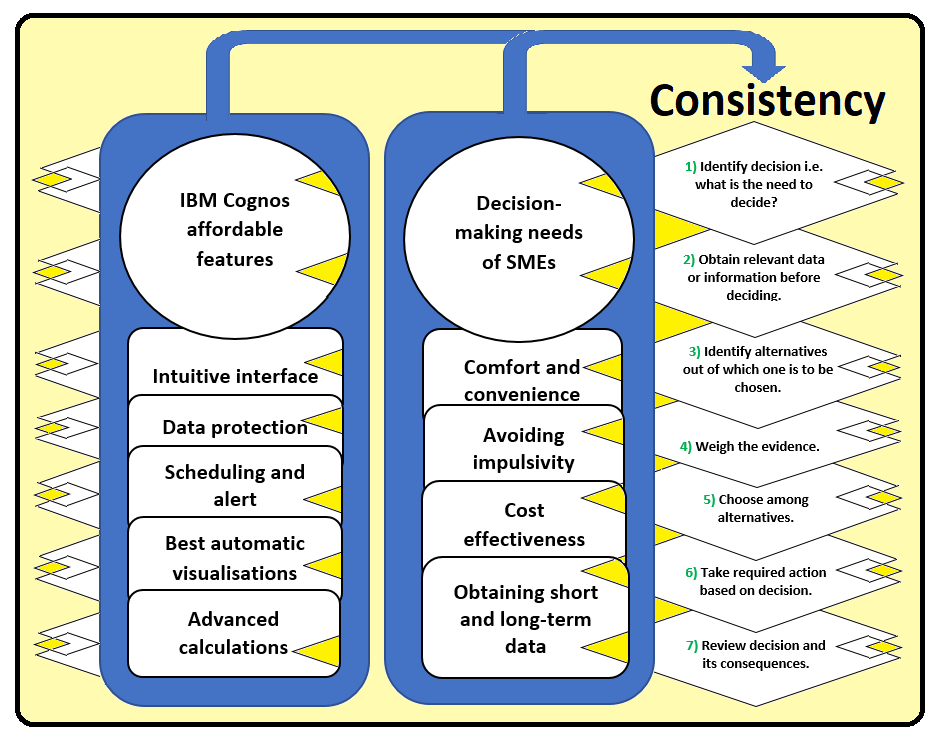 Consistency
IBM Cognos
affordable
features
Intuitive interface
Data protection
Scheduling and
alert
Best automatic
visualisations
Advanced
calculations
Decision-
making needs
of SMEs
Comfort and
convenience
Avoiding
impulsivity
Cost
effectiveness
Obtaining short
and long-term
data
1) Identify decision i.e.
what is the need to
decide?
2) Obtain relevant data
or information before
deciding.
3) Identify alternatives
out of which one is to be
chosen.
4) Weigh the evidence.
5) Choose among
alternatives.
6) Take required action
based on decision.
7) Review decision and
its consequences.